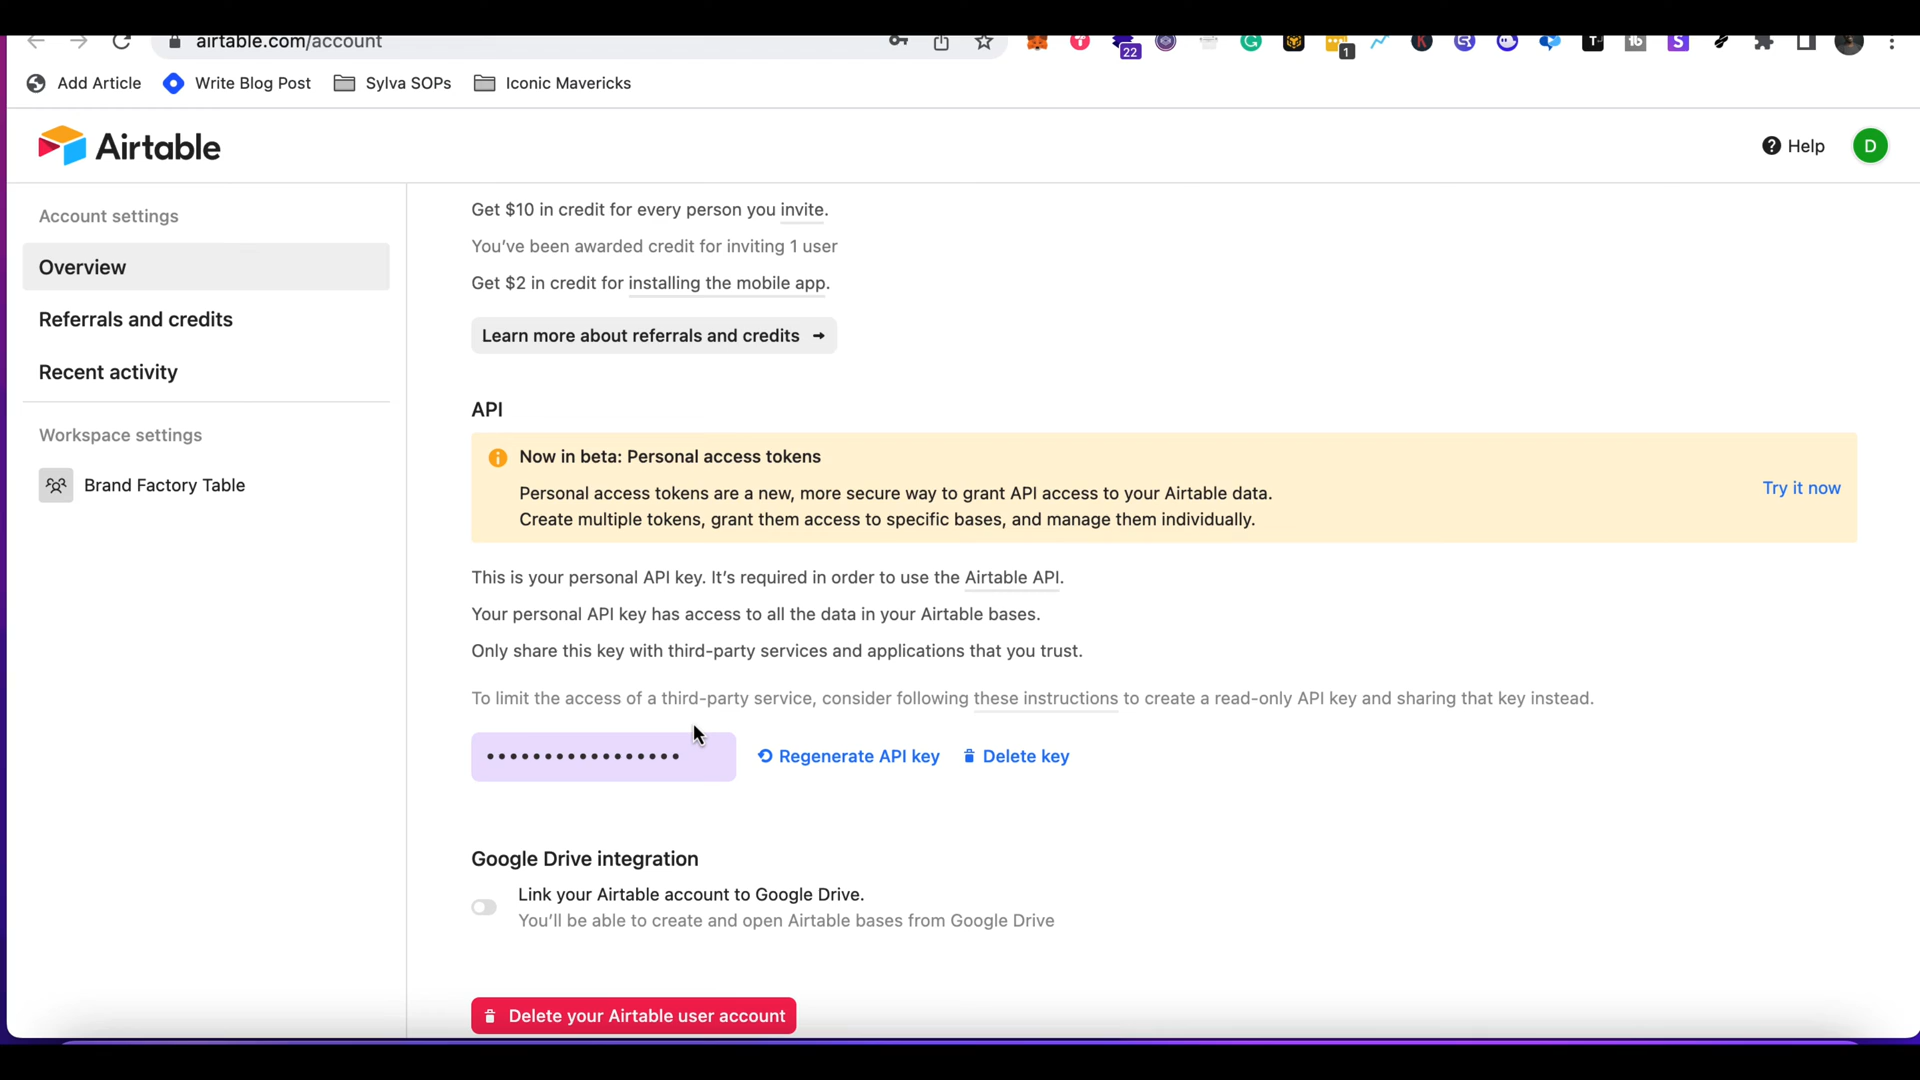 airtable.com/account
22
1
Add Article
Write Blog Post
Sylva SOPs
Iconic Mavericks
Airtable
Help
D
Account settings
Overview
Referrals and credits
Recent activity
Workspace settings
Brand Factory Table
Get $10 in credit for every person you invite.
You've been awarded credit for inviting 1 user
Get $2 in credit for installing the mobile app.
Learn more about referrals and credits →
API
Now in beta: Personal access tokens
Personal access tokens are a new, more secure way to grant API access to your Airtable data.
Create multiple tokens, grant them access to specific bases, and manage them individually.
Try it now
This is your personal API key. It's required in order to use the Airtable API.
Your personal API key has access to all the data in your Airtable bases.
Only share this key with third-party services and applications that you trust.
To limit the access of a third-party service, consider following these instructions to create a read-only API key and sharing that key instead.
•••••••••••••••••
Regenerate API key
Delete key
Google Drive integration
Link your Airtable account to Google Drive.
You'll be able to create and open Airtable bases from Google Drive
Delete your Airtable user account